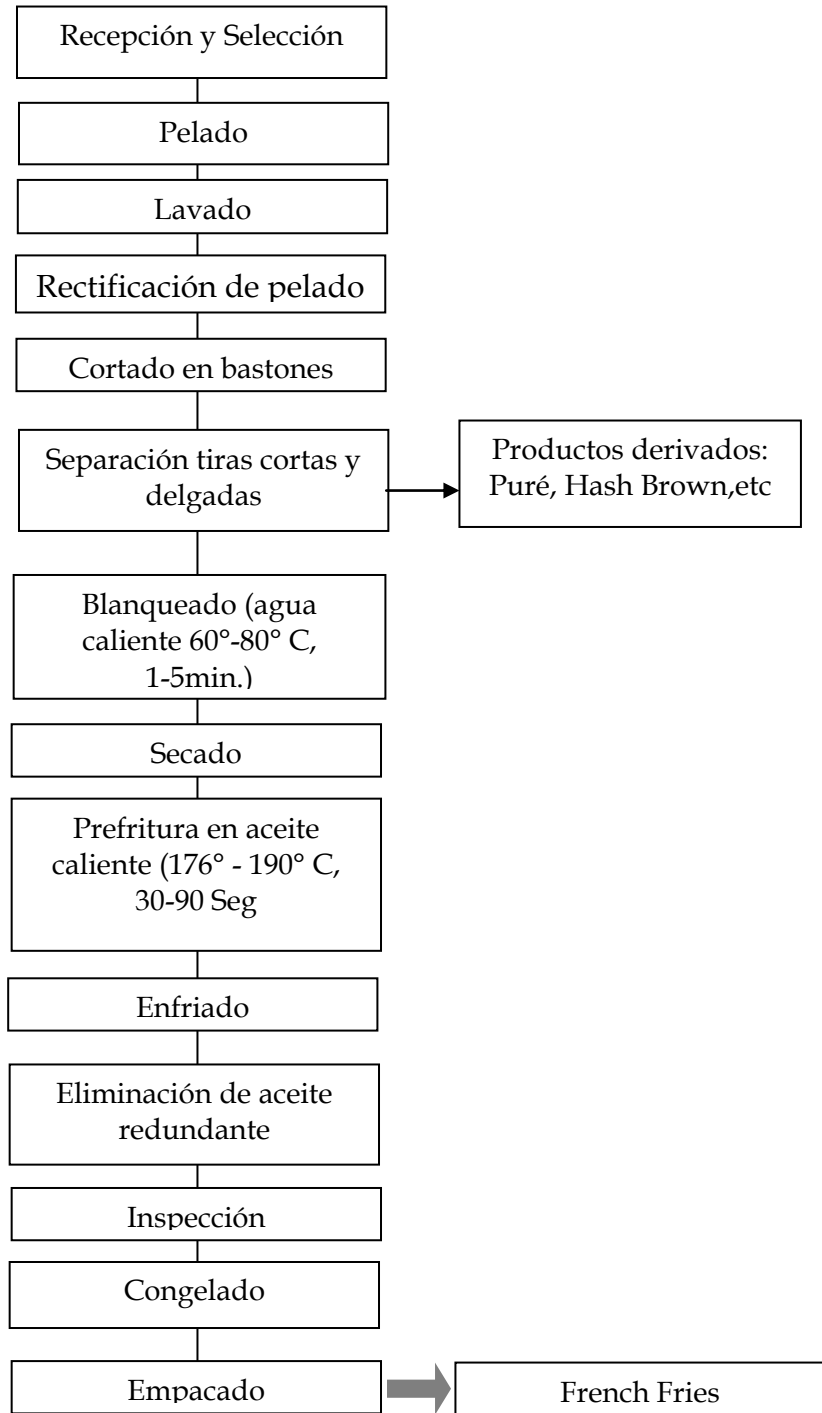 Recepción y Selección
Pelado
Lavado
Rectificación de pelado
Cortado en bastones
Separación tiras cortas y
delgadas
Productos derivados:
Puré, Hash Brown,etc
Blanqueado (agua
caliente 60°-80° C,
1-5min.)
Secado
Prefritura en aceite
caliente (176° - 190° C,
30-90 Seg
Enfriado
Eliminación de aceite
redundante
Inspección
Congelado
Empacado
French Fries